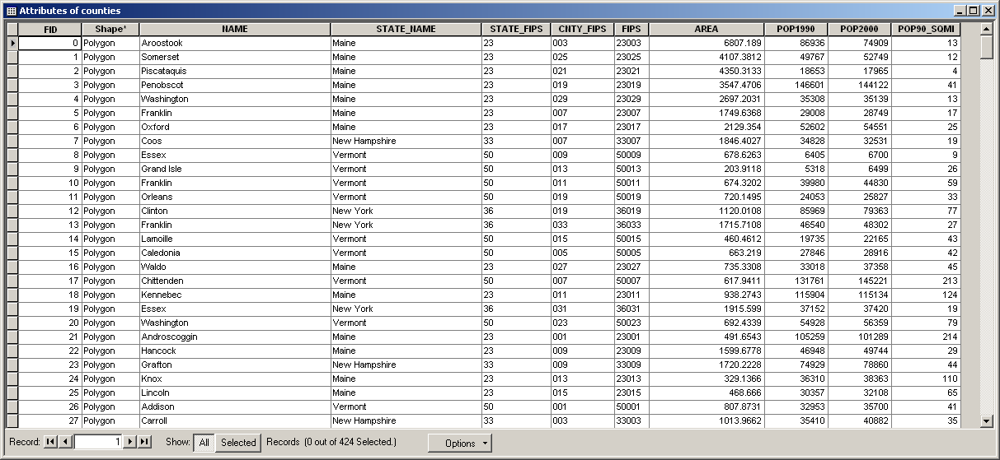 Attributes of counties
FID Shape* NAME STATE_NAME STATE_FIPS CNTY_FIPS FIPS AREA POP1990 POP2000 POP90_SQMI
0 Polygon Aroostook Maine 23 003 23003 6807.189 86936 74909 13
1 Polygon Somerset Maine 23 025 23025 4107.3812 49767 52749 12
2 Polygon Piscataquis Maine 23 021 23021 4350.3133 18653 17965 4
3 Polygon Penobscot Maine 23 019 23019 3547.4706 146601 144122 41
4 Polygon Washington Maine 23 029 23029 2697.2031 35308 35139 13
5 Polygon Franklin Maine 23 007 23007 1749.6368 29008 28749 17
6 Polygon Oxford Maine 23 017 23017 2129.354 52602 54551 25
7 Polygon Coos New Hampshire 33 007 33007 1846.4027 34828 32531 19
8 Polygon Essex Vermont 50 009 50009 678.6263 6405 6700 9
9 Polygon Grand Isle Vermont 50 013 50013 203.9118 5318 6499 26
10 Polygon Franklin Vermont 50 011 50011 674.3202 39980 44830 59
11 Polygon Orleans Vermont 50 019 50019 720.1495 24053 25827 33
12 Polygon Clinton New York 36 019 36019 1120.0108 85969 79363 77
13 Polygon Franklin New York 36 033 36033 1715.7108 46540 48302 27
14 Polygon Lamoille Vermont 50 015 50015 460.4612 19735 22165 43
15 Polygon Caledonia Vermont 50 005 50005 663.219 27846 28916 42
16 Polygon Waldo Maine 23 027 23027 735.3308 33018 37358 45
17 Polygon Chittenden Vermont 50 007 50007 617.9411 131761 145221 213
18 Polygon Kennebec Maine 23 011 23011 938.2743 115904 115134 124
19 Polygon Essex New York 36 031 36031 1915.599 37152 37420 19
20 Polygon Washington Vermont 50 023 50023 692.4339 54928 56359 79
21 Polygon Androscoggin Maine 23 001 23001 491.6543 105259 101289 214
22 Polygon Hancock Maine 23 009 23009 1599.6778 46948 49744 29
23 Polygon Grafton New Hampshire 33 009 33009 1720.2228 74929 78860 44
24 Polygon Knox Maine 23 013 23013 329.1366 36310 38363 110
25 Polygon Lincoln Maine 23 015 23015 468.666 30357 32108 65
26 Polygon Addison Vermont 50 001 50001 807.8731 32953 35700 41
27 Polygon Carroll New Hampshire 33 003 33003 1013.9662 35410 40882 35
Record: 1 Show: All Selected Records (0 out of 424 Selected.) Options